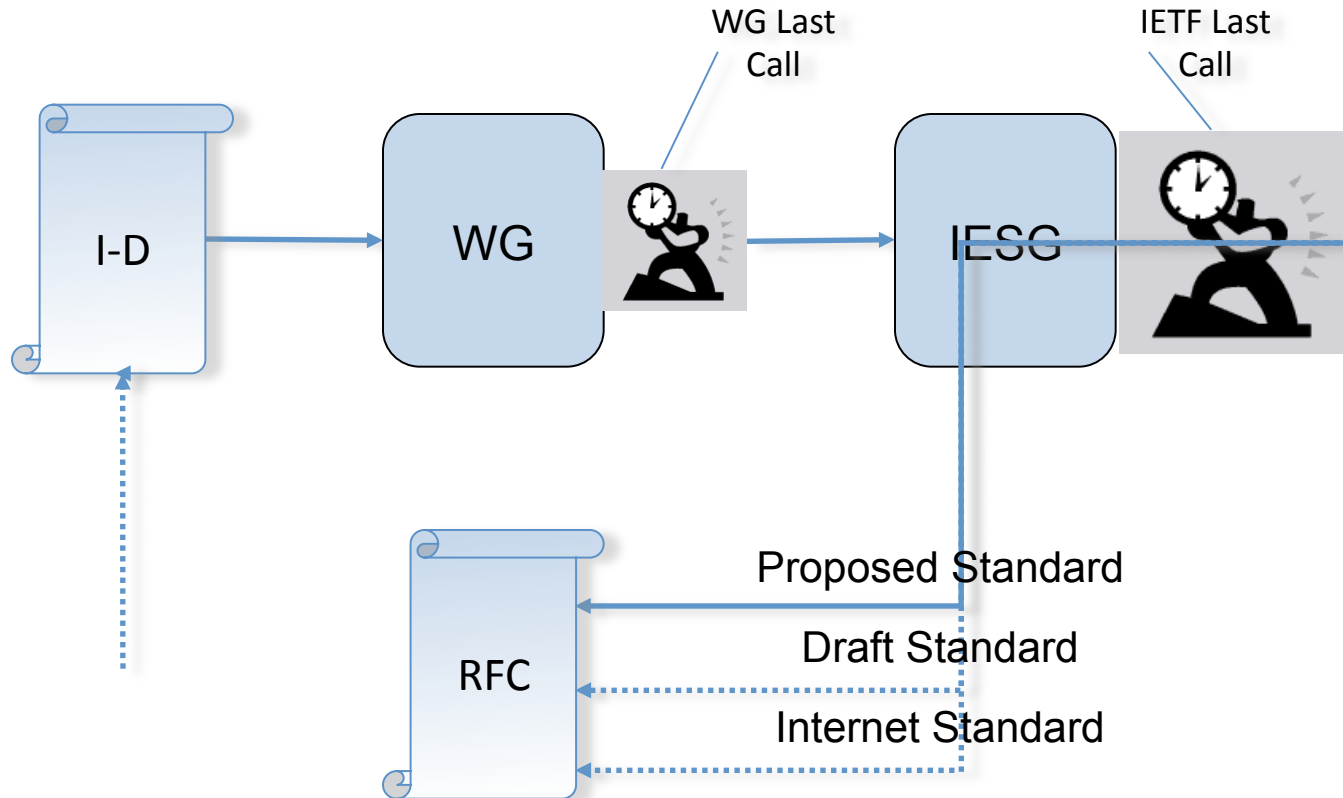 WG Last
Call
IETF Last
Call
I-D
WG
IESG
Proposed Standard
Draft Standard
RFC
Internet Standard